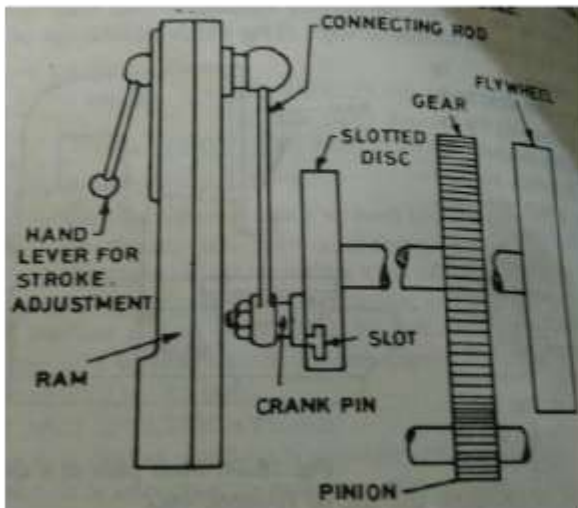 CONNECTING ROD
FLYWHEEL
GEAR
SLOTTED
DISC
HAND
LEVER FOR
STROKE.
ADJUSTMENT
SLOT
RAM
CRANK PIN
PINION